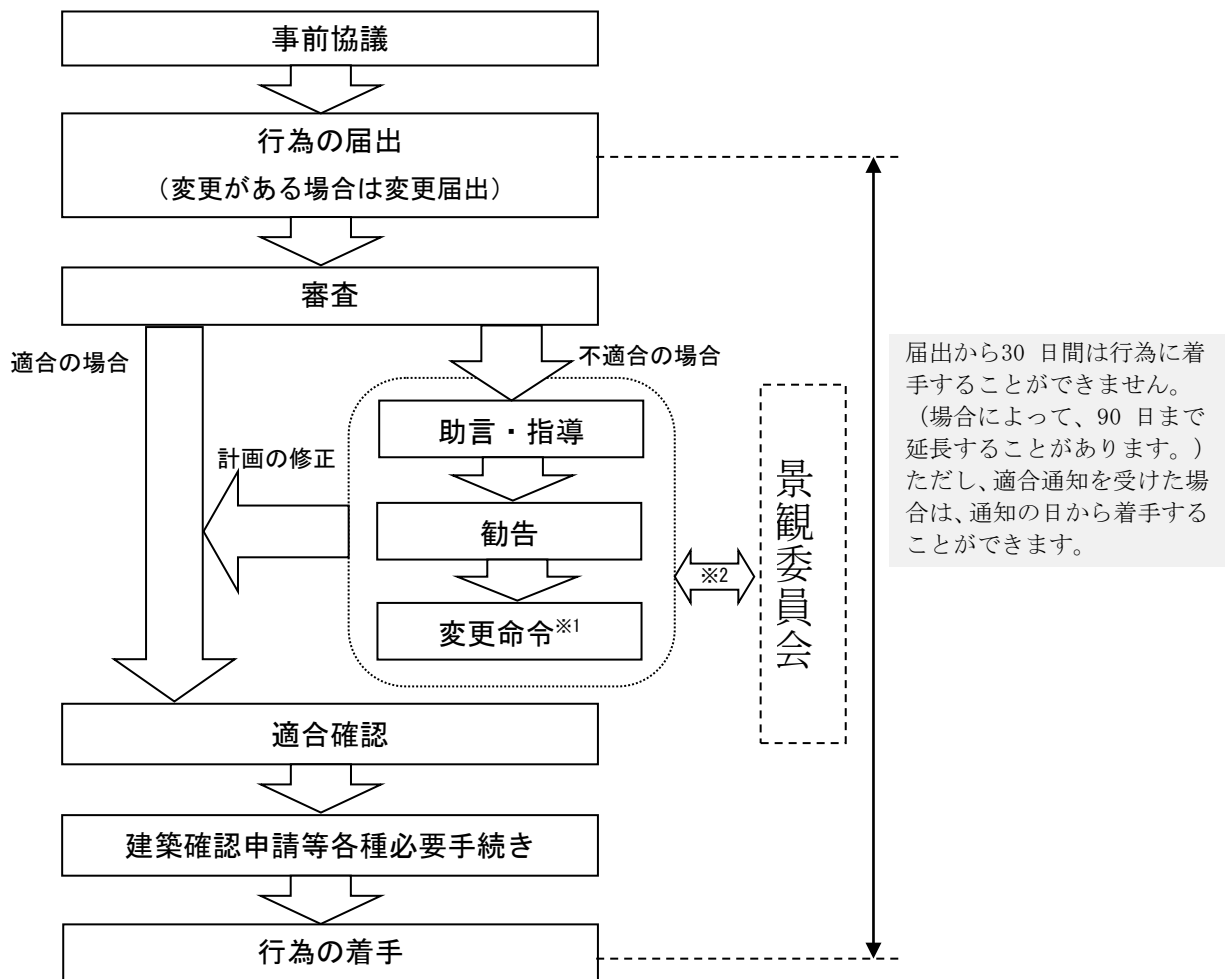 事前協議
行為の届出
（変更がある場合は変更届出）
審査
適合の場合
不適合の場合
助言・指導
計画の修正
勧告
変更命令※1
※2
景観委員会
届出から30 日間は行為に着
手することができません。
（場合によって、90 日まで
延長することがあります。）
ただし、適合通知を受けた場
合は、通知の日から着手する
ことができます。
適合確認
建築確認申請等各種必要手続き
行為の着手